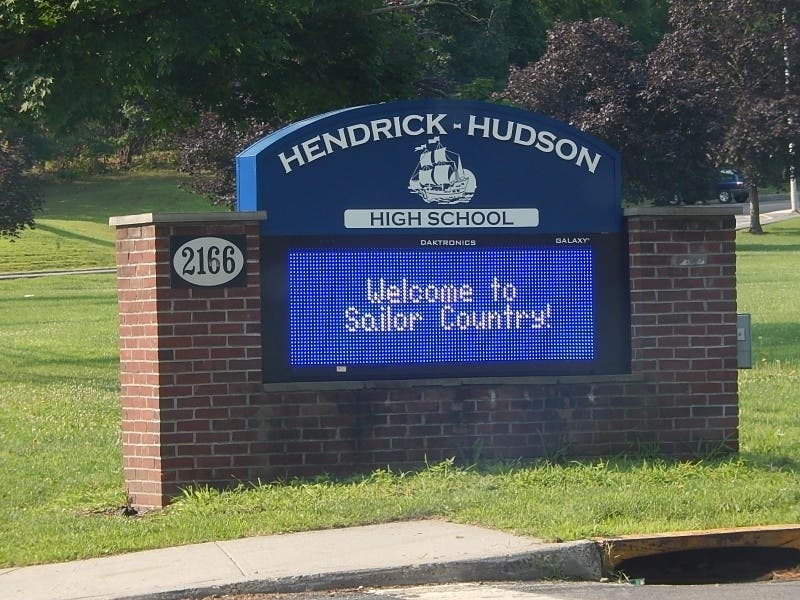 HENDRICK-HUDSON
HIGH SCHOOL
DAKTRONICS GALAXY®
2166
Welcome to
Sailor Country!